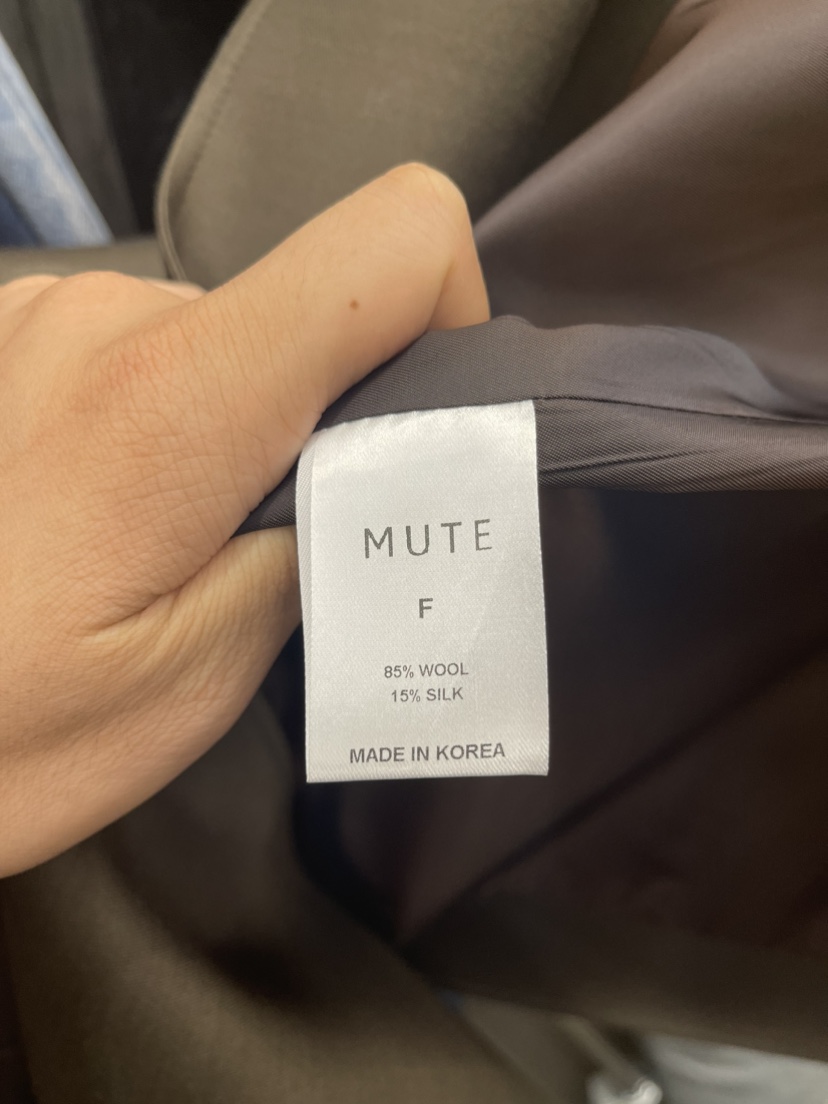 MUTE
F
85% WOOL
15% SILK
MADE IN KOREA